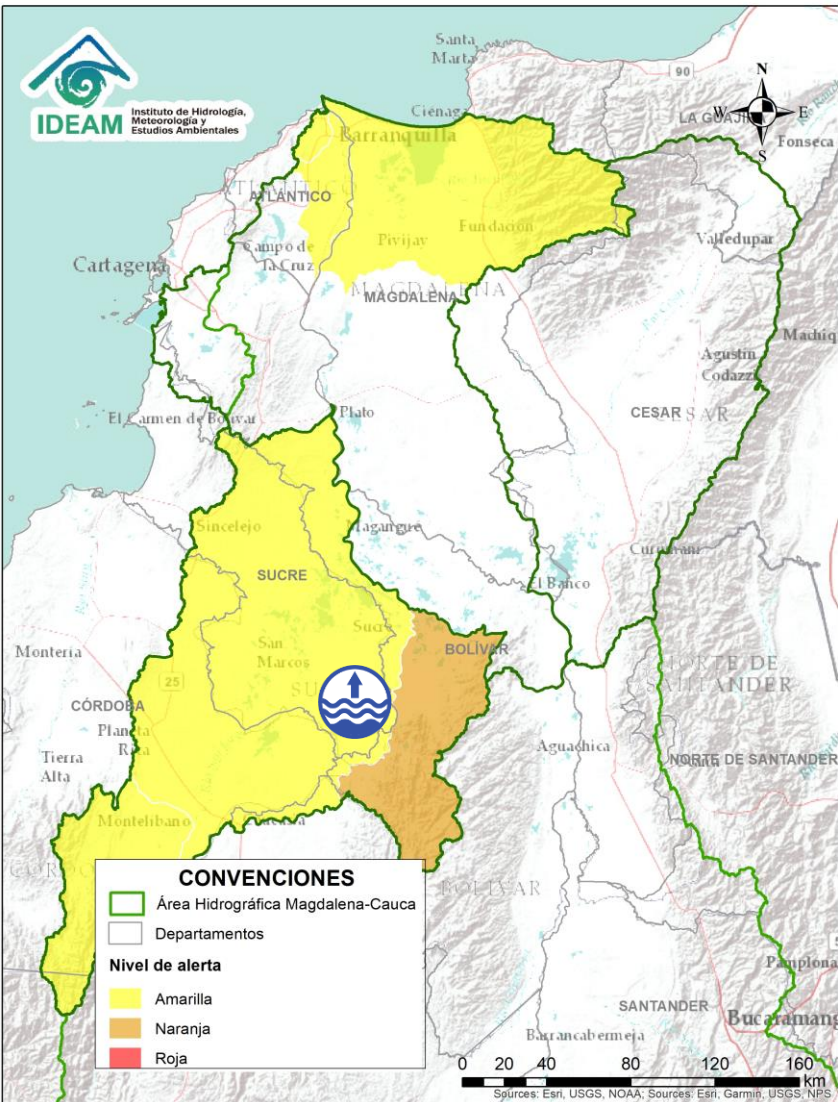 IDEAM
Instituto de Hidrología,
Meteorología y
Estudios Ambientales
Santa
Marta
90
N
W
E
S
Ciénaga
LA GUAJI
Fonseca
Barranquilla
ATLÁNTICO
Fundación
Pivijay
Valledupar
Campo de
la Cruz
Cartagena
MAGDALENA
MAGDALENA
Agustín
Codazzi
CESAR
CESAR
El Carmen de Bolívar
Plato
Sincelejo
Magangue
Curumaní
SUCRE
El Banco
Sucre
San
Marcos
BOLÍVAR
Montería
25
CÓRDOBA
NORTE DE
SANTANDER
Planeta
Rica
Tierra
Alta
Aguachica
NORTE DE SANTANDER
Montelíbano
BOLÍVAR
CONVENCIONES
Área Hidrográfica Magdalena-Cauca
Departamentos
Nivel de alerta
Amarilla
Naranja
Roja
Pamplona
SANTANDER
Bucaramang
Barrancabermeja
0 20 40 80 120 160
km
Sources: Esri, USGS, NOAA; Sources: Esri, Garmin, USGS, NPS